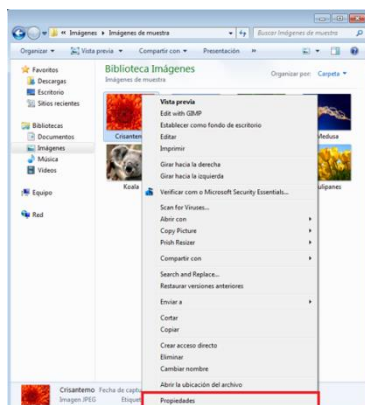 « Imágenes ▸ Imágenes de muestra
Buscar Imágenes de muestra
Organizar ▾ Vista previa ▾ Compartir con ▾ Presentación »
Favoritos
Descargas
Escritorio
Sitios recientes
Bibliotecas
Documentos
Imágenes
Música
Vídeos
Equipo
Red
Biblioteca Imágenes
Imágenes de muestra
Organizar por: Carpeta ▾
Medusa
Koala
Vista previa
Edit with GIMP
Establecer como fondo de escritorio
Editar
Imprimir
Girar hacia la derecha
Girar hacia la izquierda
Verificar com o Microsoft Security Essentials...
Scan for Viruses...
Abrir con
Copy Picture
Prish Resizer
Compartir con
Search and Replace...
Restaurar versiones anteriores
Enviar a
Cortar
Copiar
Crear acceso directo
Eliminar
Cambiar nombre
Abrir la ubicación del archivo
Propiedades
Crisantemo Fecha de captu
Imagen JPEG Etiquet